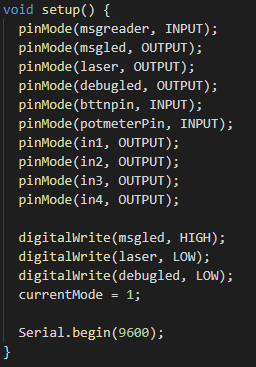 void setup() {
  pinMode(msgreader, INPUT);
  pinMode(msgled, OUTPUT);
  pinMode(laser, OUTPUT);
  pinMode(debugled, OUTPUT);
  pinMode(bttnpin, INPUT);
  pinMode(potmeterPin, INPUT);
  pinMode(in1, OUTPUT);
  pinMode(in2, OUTPUT);
  pinMode(in3, OUTPUT);
  pinMode(in4, OUTPUT);

  digitalWrite(msgled, HIGH);
  digitalWrite(laser, LOW);
  digitalWrite(debugled, LOW);
  currentMode = 1;

  Serial.begin(9600);
}